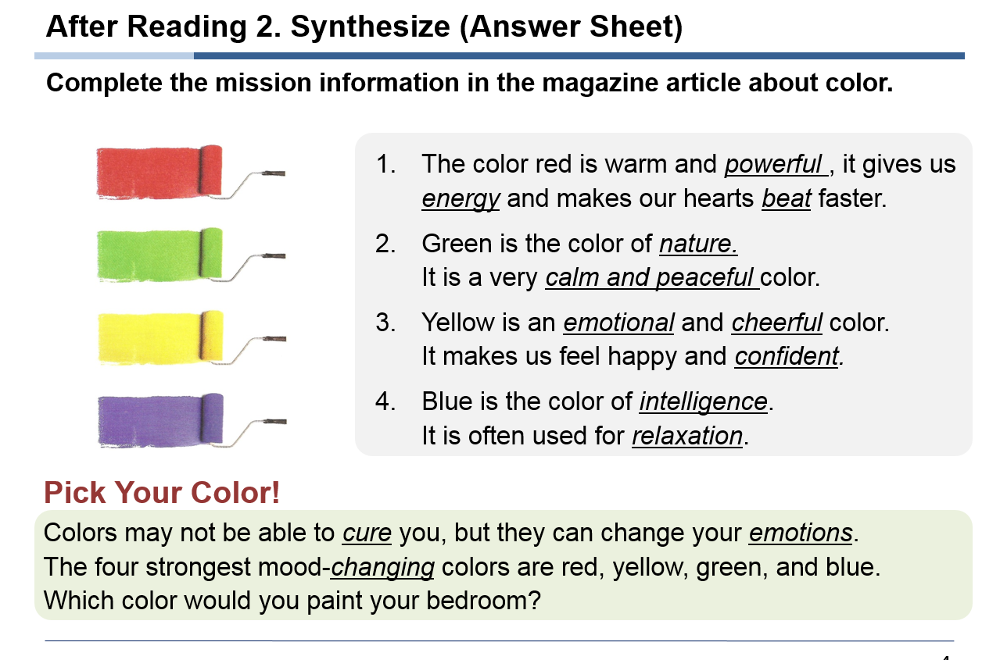 After Reading 2. Synthesize (Answer Sheet)
Complete the mission information in the magazine article about color.
1. The color red is warm and powerful , it gives us
energy and makes our hearts beat faster.
2. Green is the color of nature.
It is a very calm and peaceful color.
3. Yellow is an emotional and cheerful color.
It makes us feel happy and confident.
4. Blue is the color of intelligence.
It is often used for relaxation.
Pick Your Color!
Colors may not be able to cure you, but they can change your emotions.
The four strongest mood-changing colors are red, yellow, green, and blue.
Which color would you paint your bedroom?